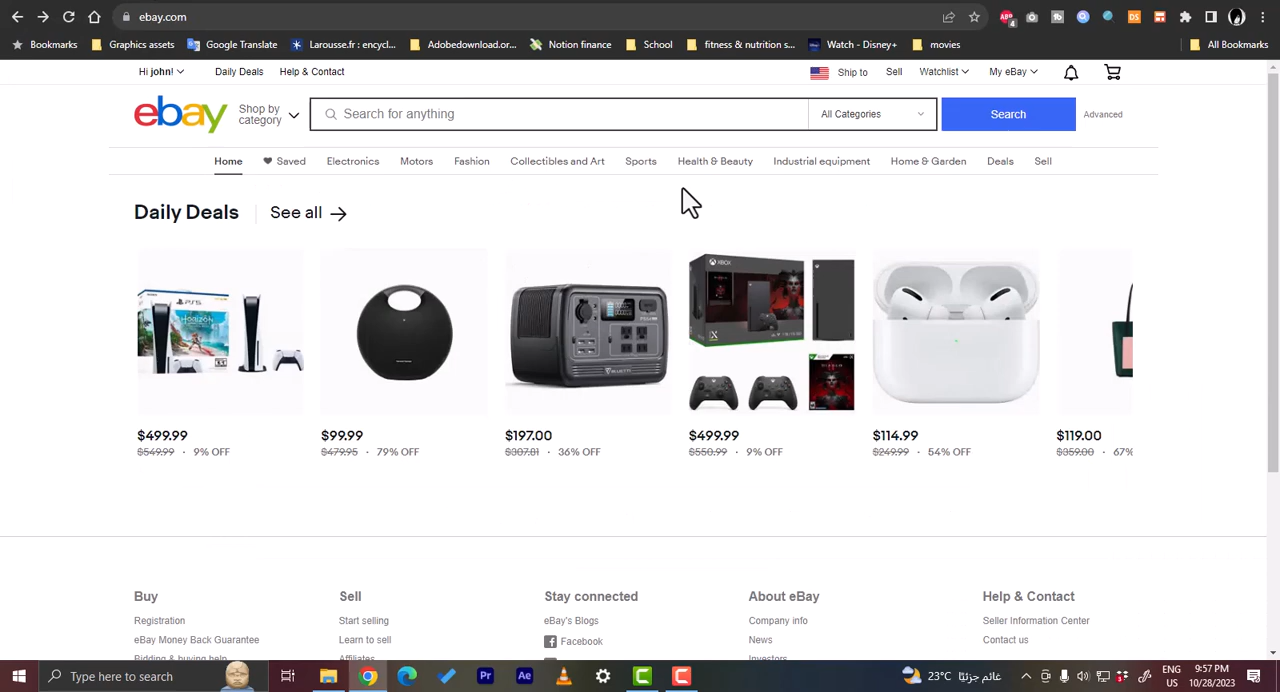 ebay.com
Bookmarks Graphics assets Google Translate Larousse.fr : encycl... Adobedownload.or... Notion finance School fitness & nutrition s... Watch - Disney+ movies All Bookmarks
Hi john! Daily Deals Help & Contact Ship to Sell Watchlist My eBay
ebay Shop by category Search for anything All Categories Search Advanced
Home Saved Electronics Motors Fashion Collectibles and Art Sports Health & Beauty Industrial equipment Home & Garden Deals Sell
Daily Deals See all
$499.99 $99.99 $197.00 $499.99 $114.99 $119.00
$549.99 · 9% OFF $479.95 · 79% OFF $307.81 · 36% OFF $550.99 · 9% OFF $249.99 · 54% OFF $359.00 · 67%
Buy Sell Stay connected About eBay Help & Contact
Registration Start selling eBay's Blogs Company info Seller Information Center
eBay Money Back Guarantee Learn to sell Facebook News Contact us
Bidding & buying help Affiliates Investors
Type here to search 23°C غائم جزئيًا ENG US 9:57 PM 10/28/2023